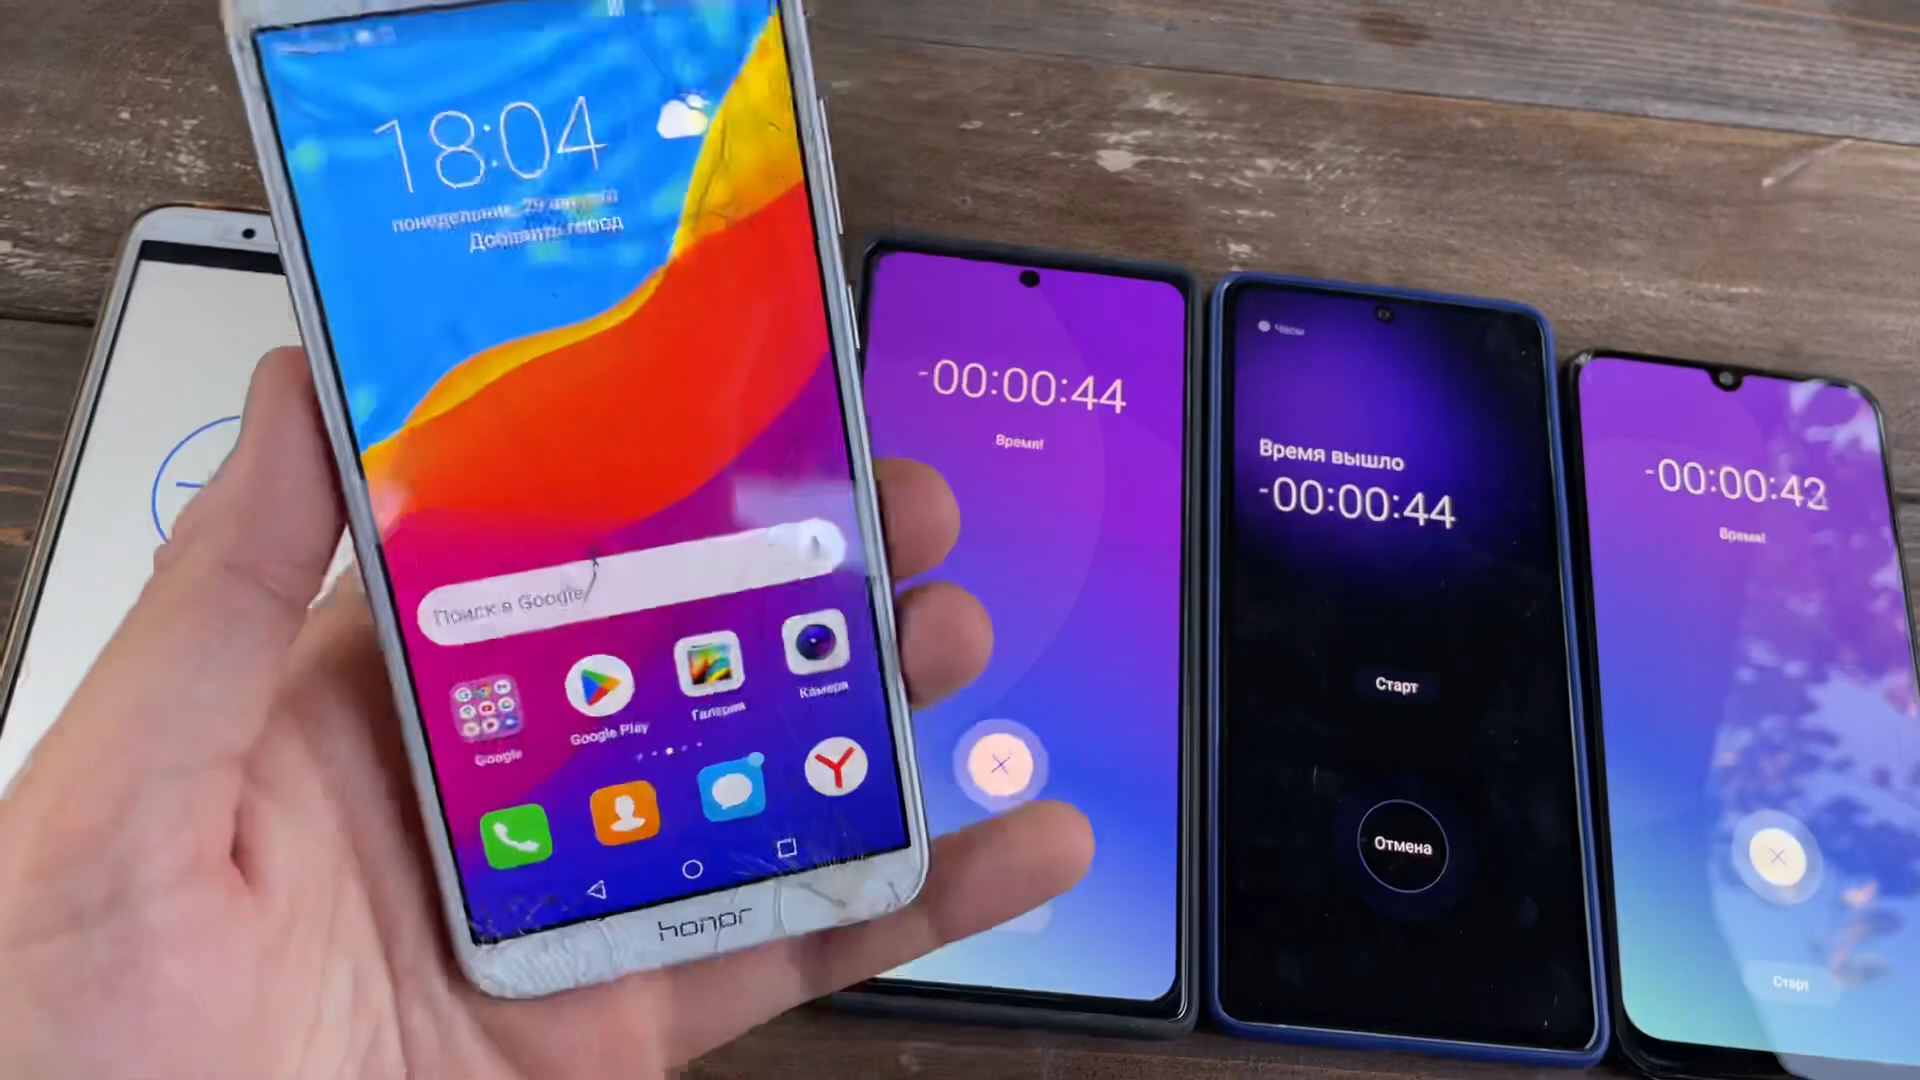 18:04
понедельник, 29
Добавить город
Поиск в Google
Google
Google Play
Галерея
Камера
honor
-00:00:44
Время!
Часы
Время вышло
-00:00:44
Старт
Отмена
-00:00:42
Время!
Старт